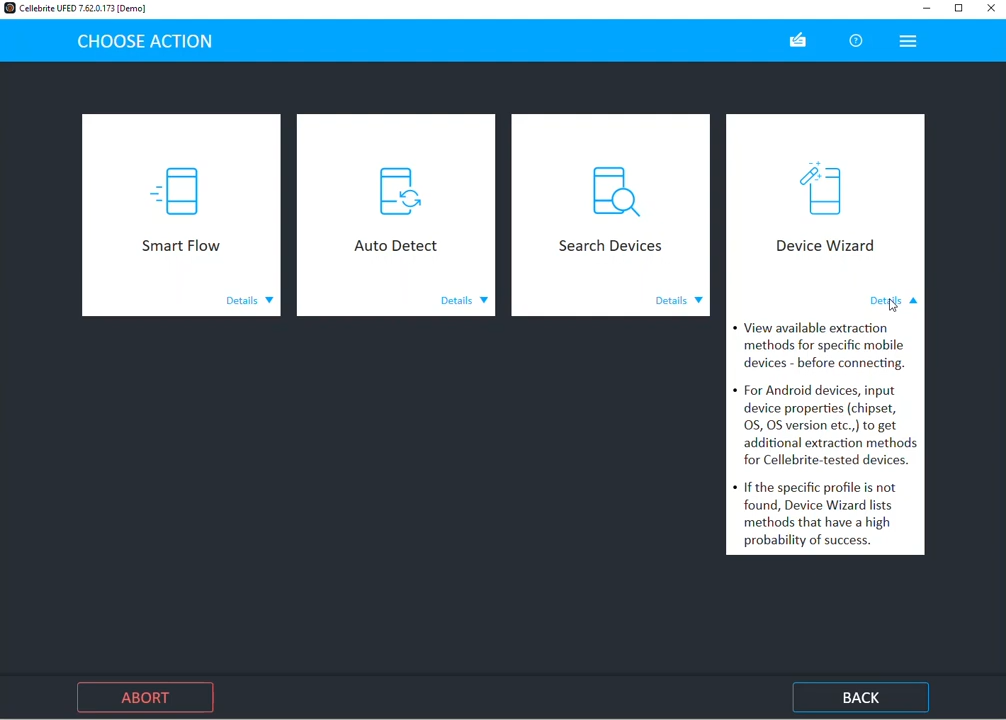 Cellebrite UFED 7.62.0.173 [Demo]
CHOOSE ACTION
?
Smart Flow
Details
Auto Detect
Details
Search Devices
Details
Device Wizard
Details
• View available extraction
methods for specific mobile
devices - before connecting.
• For Android devices, input
device properties (chipset,
OS, OS version etc.,) to get
additional extraction methods
for Cellebrite-tested devices.
• If the specific profile is not
found, Device Wizard lists
methods that have a high
probability of success.
ABORT
BACK